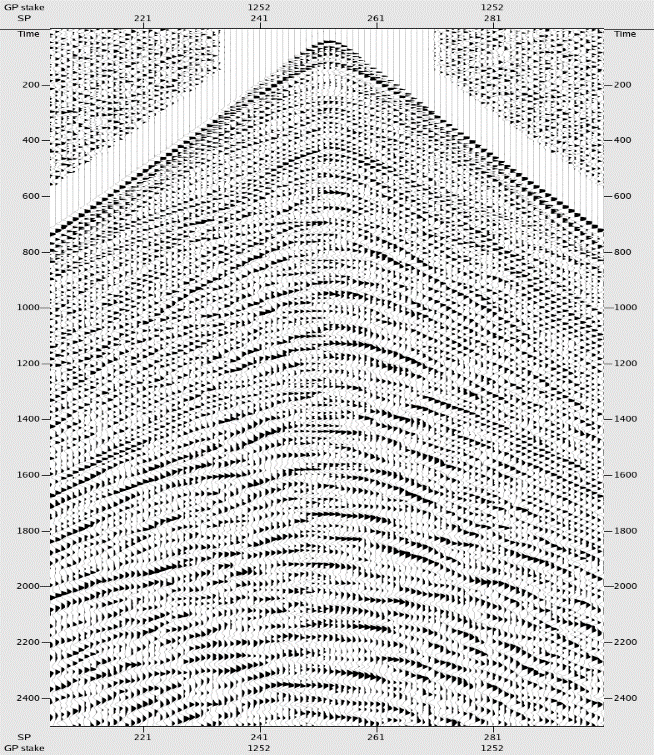 GP stake 1252 1252
SP 221 241 261 281
Time Time
200 200
400 400
600 600
800 800
1000 1000
1200 1200
1400 1400
1600 1600
1800 1800
2000 2000
2200 2200
2400 2400
SP 221 241 261 281
GP stake 1252 1252